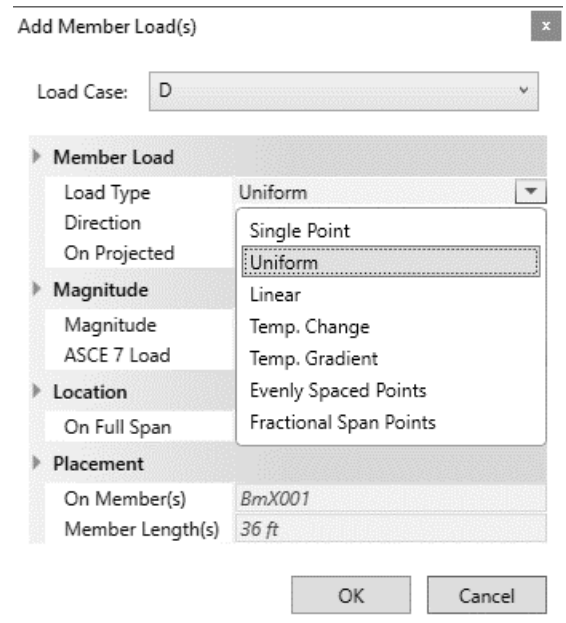 Add Member Load(s)
x
Load Case: D
Member Load
Load Type Uniform
Direction
On Projected
Single Point
Uniform
Linear
Temp. Change
Temp. Gradient
Evenly Spaced Points
Fractional Span Points
Magnitude
Magnitude
ASCE 7 Load
Location
On Full Span
Placement
On Member(s) BmX001
Member Length(s) 36 ft
OK Cancel